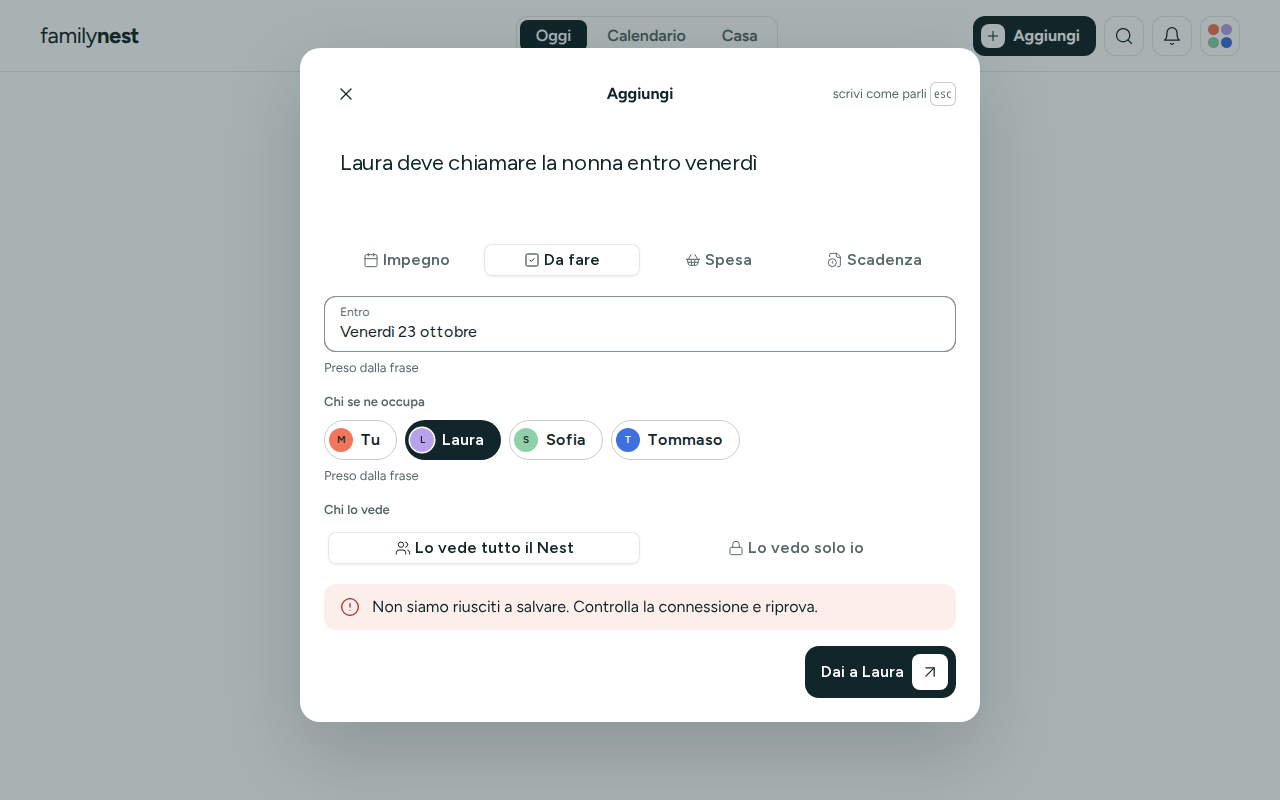 familynest
Oggi
Calendario
Casa
Aggiungi
Aggiungi
scrivi come parli esc
Laura deve chiamare la nonna entro venerdì
Impegno
Da fare
Spesa
Scadenza
Entro
Venerdì 23 ottobre
Preso dalla frase
Chi se ne occupa
M Tu
L Laura
S Sofia
T Tommaso
Preso dalla frase
Chi lo vede
Lo vede tutto il Nest
Lo vedo solo io
Non siamo riusciti a salvare. Controlla la connessione e riprova.
Dai a Laura